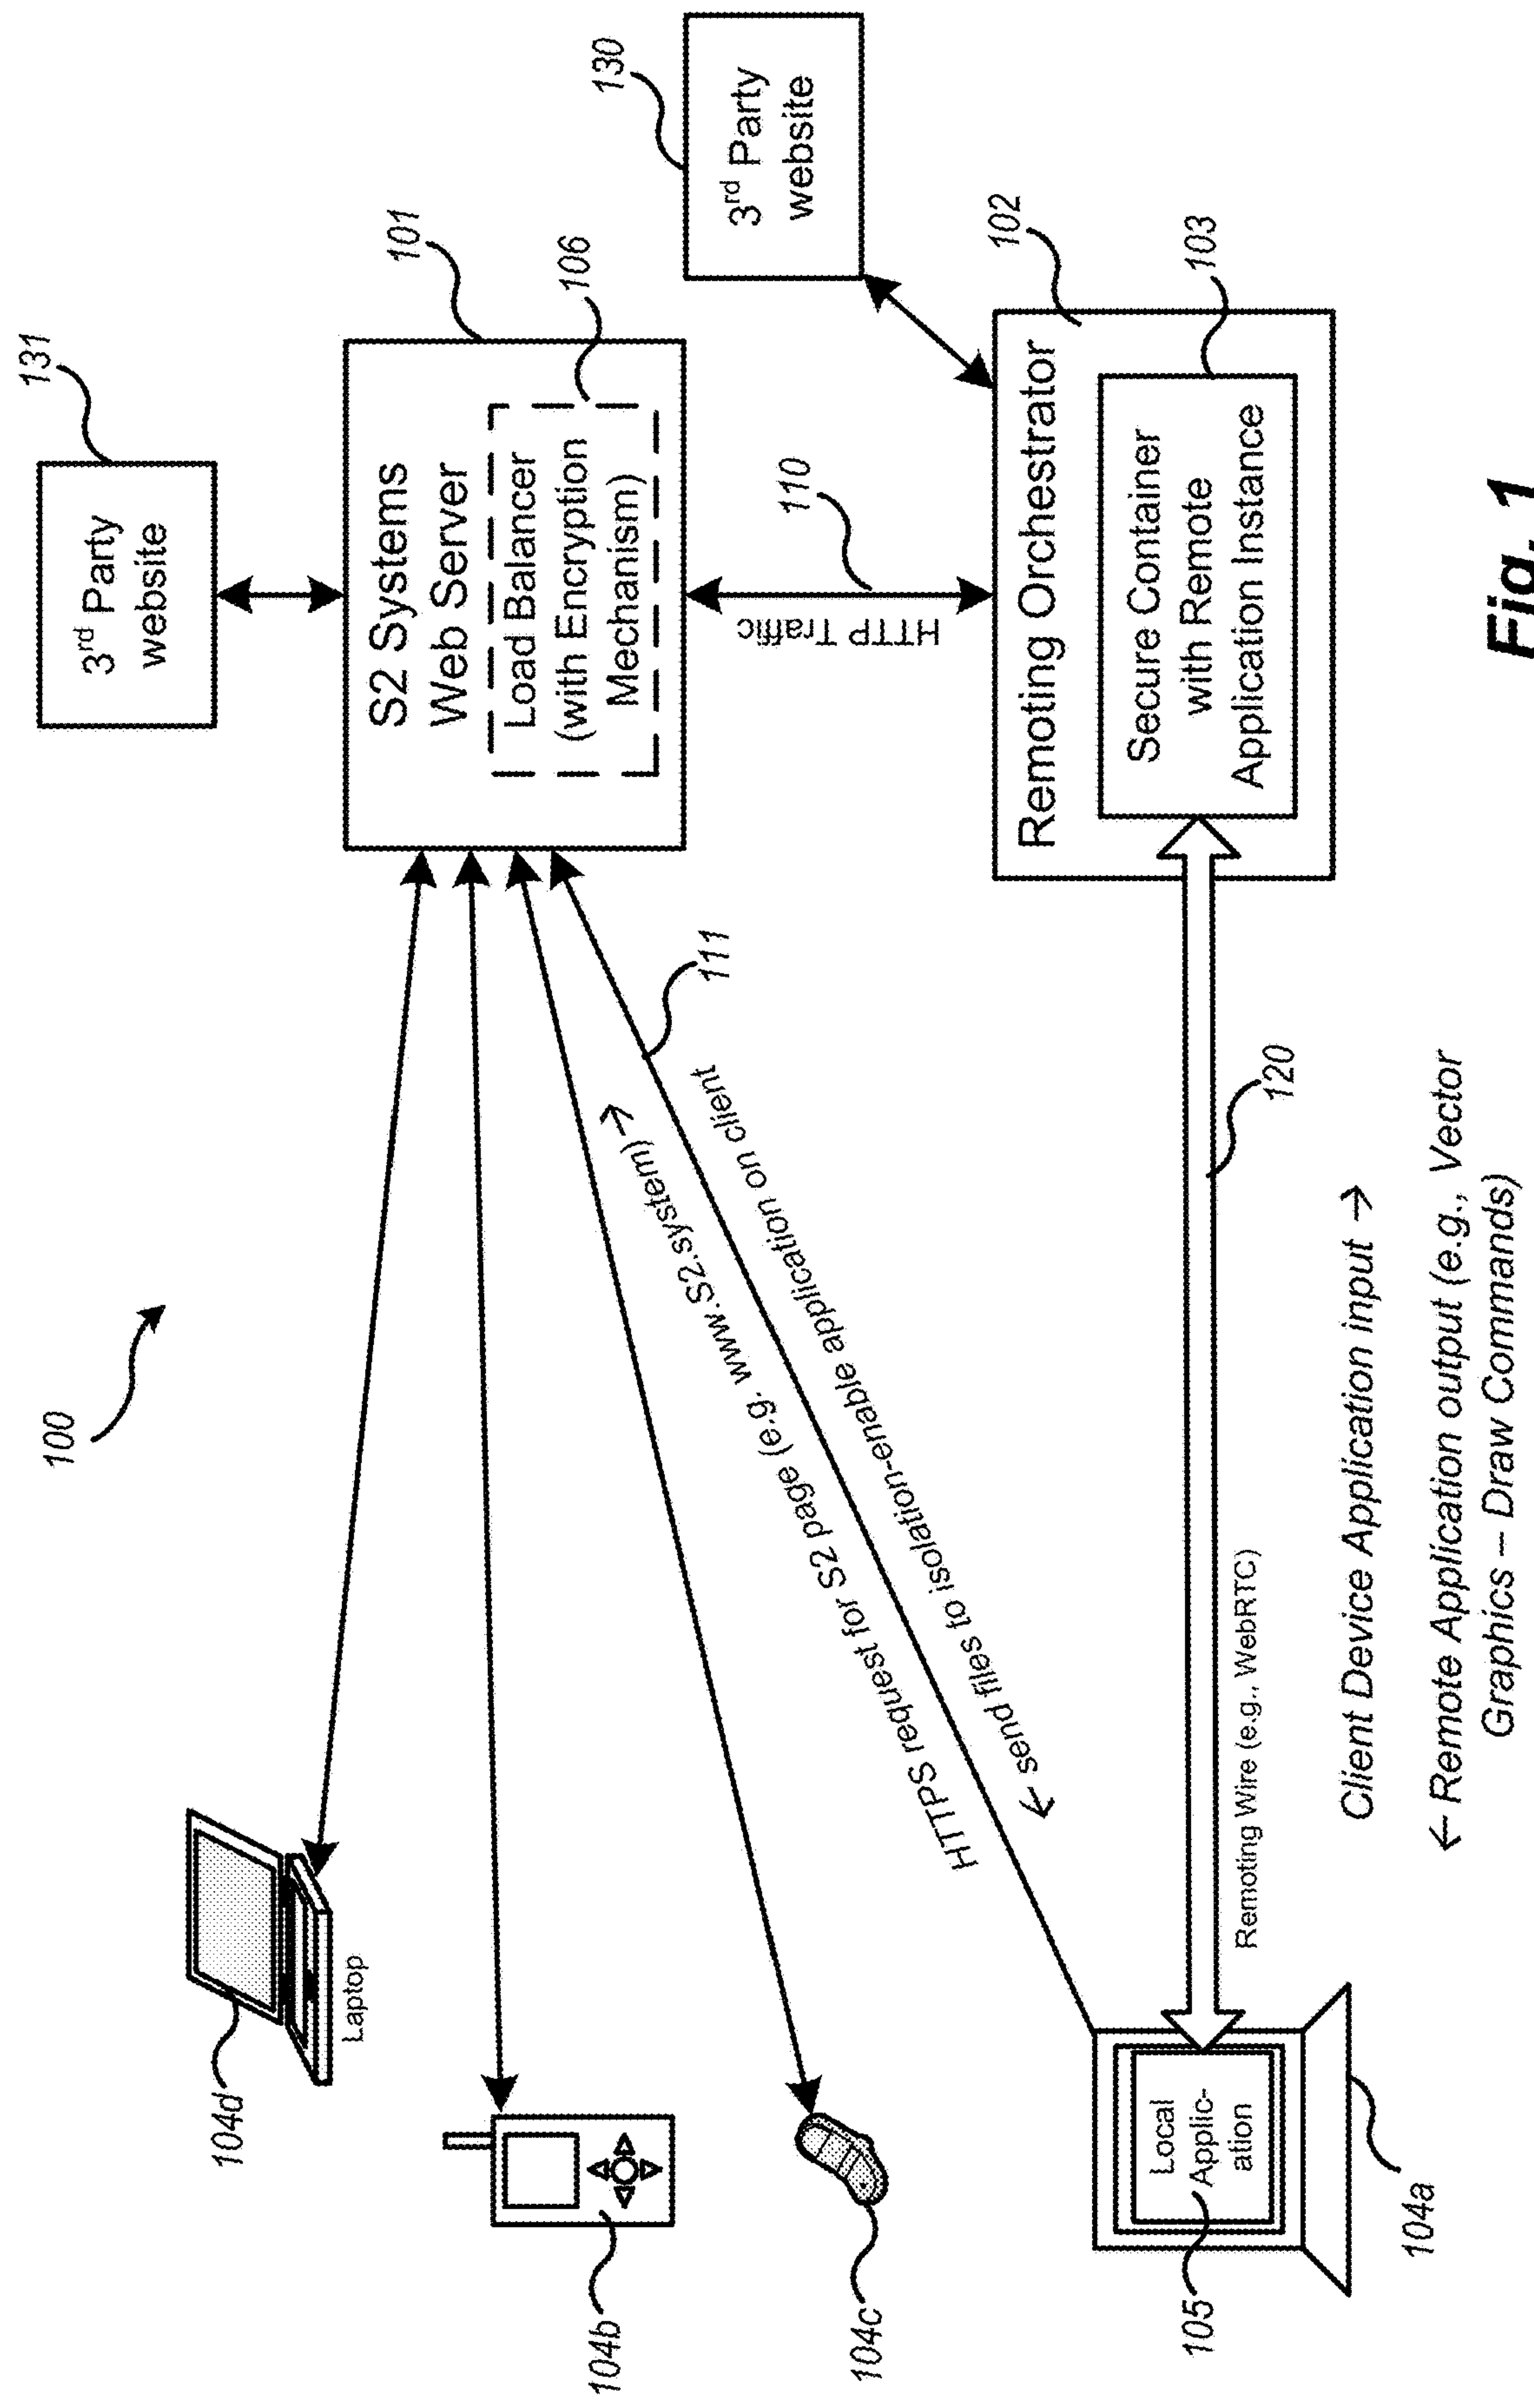 100
104d
Laptop
104b
104c
104a
105
Local
Applic-
ation
131
3rd Party
website
101
S2 Systems
Web Server
106
Load Balancer
(with Encryption
Mechanism)
130
3rd Party
website
110
HTTP Traffic
102
Remoting Orchestrator
103
Secure Container
with Remote
Application Instance
111
HTTPS request for S2 page (e.g. www.S2.system) →
← send files to isolation-enable application on client
120
Remoting Wire (e.g., WebRTC)
Client Device Application input →
← Remote Application output (e.g., Vector
Graphics – Draw Commands)
Fig. 1